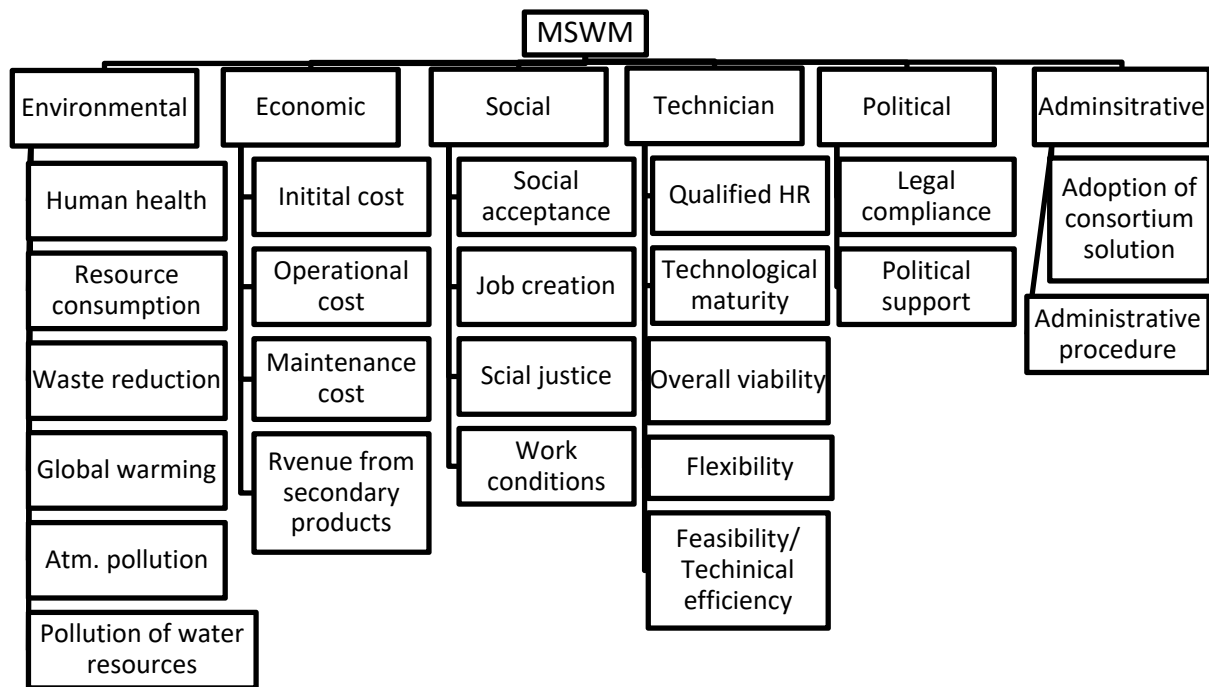 MSWM
Environmental
Human health
Resource
consumption
Waste reduction
Global warming
Atm. pollution
Pollution of water
resources
Economic
Initital cost
Operational
cost
Maintenance
cost
Rvenue from
secondary
products
Social
Social
acceptance
Job creation
Scial justice
Work
conditions
Technician
Qualified HR
Technological
maturity
Overall viability
Flexibility
Feasibility/
Techinical
efficiency
Political
Legal
compliance
Political
support
Adminsitrative
Adoption of
consortium
solution
Administrative
procedure